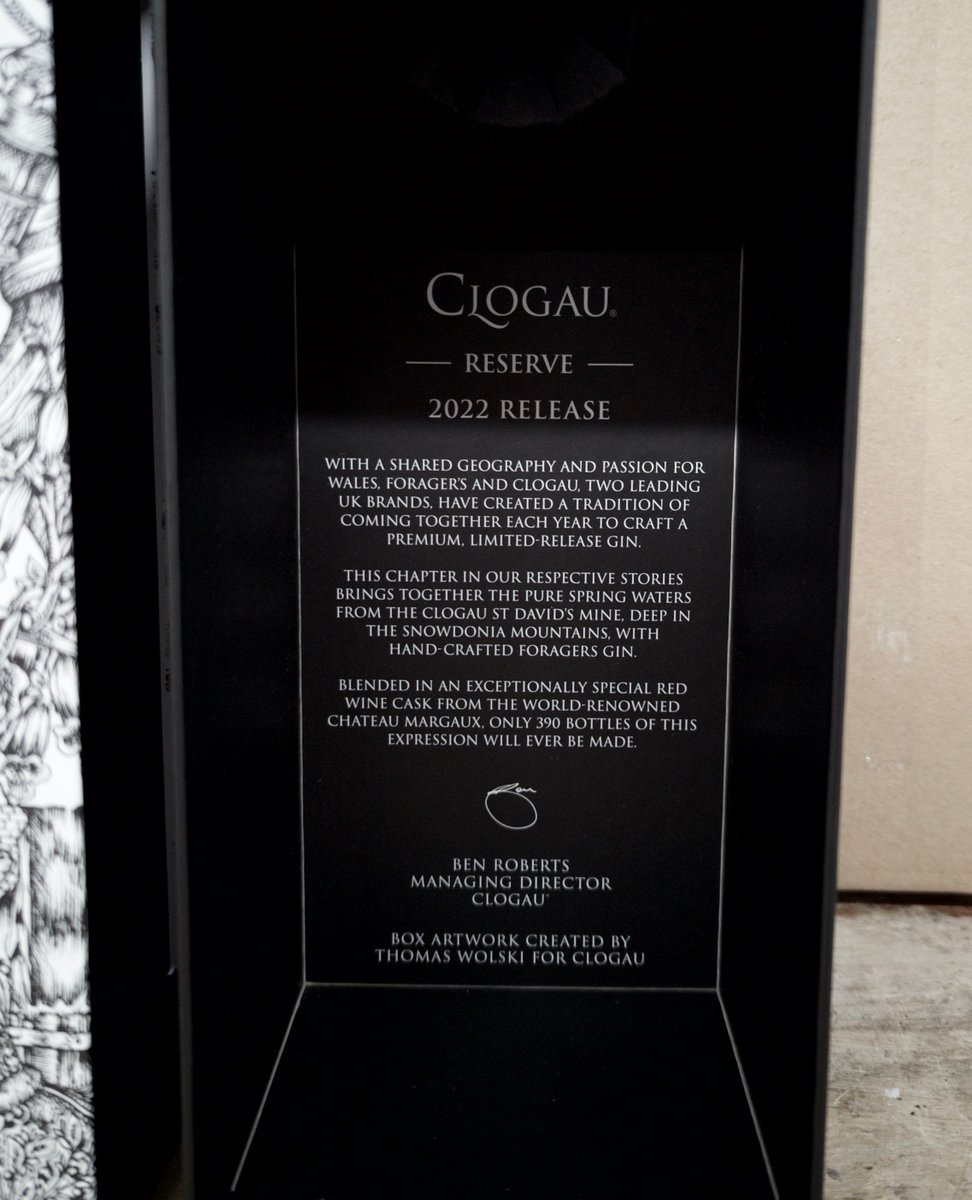 CLOGAU®
RESERVE
2022 RELEASE
WITH A SHARED GEOGRAPHY AND PASSION FOR
WALES, FORAGER'S AND CLOGAU, TWO LEADING
UK BRANDS, HAVE CREATED A TRADITION OF
COMING TOGETHER EACH YEAR TO CRAFT A
PREMIUM, LIMITED-RELEASE GIN.
THIS CHAPTER IN OUR RESPECTIVE STORIES
BRINGS TOGETHER THE PURE SPRING WATERS
FROM THE CLOGAU ST DAVID'S MINE, DEEP IN
THE SNOWDONIA MOUNTAINS, WITH
HAND-CRAFTED FORAGERS GIN.
BLENDED IN AN EXCEPTIONALLY SPECIAL RED
WINE CASK FROM THE WORLD-RENOWNED
CHATEAU MARGAUX, ONLY 390 BOTTLES OF THIS
EXPRESSION WILL EVER BE MADE.
BEN ROBERTS
MANAGING DIRECTOR
CLOGAU®
BOX ARTWORK CREATED BY
THOMAS WOLSKI FOR CLOGAU